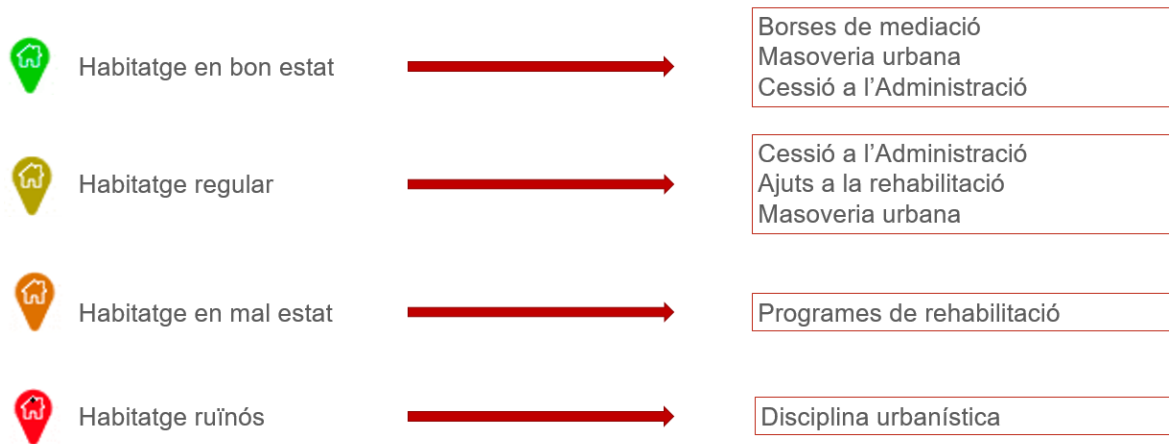 Habitatge en bon estat
Borses de mediació
Masoveria urbana
Cessió a l’Administració
Habitatge regular
Cessió a l’Administració
Ajuts a la rehabilitació
Masoveria urbana
Habitatge en mal estat
Programes de rehabilitació
Habitatge ruïnós
Disciplina urbanística